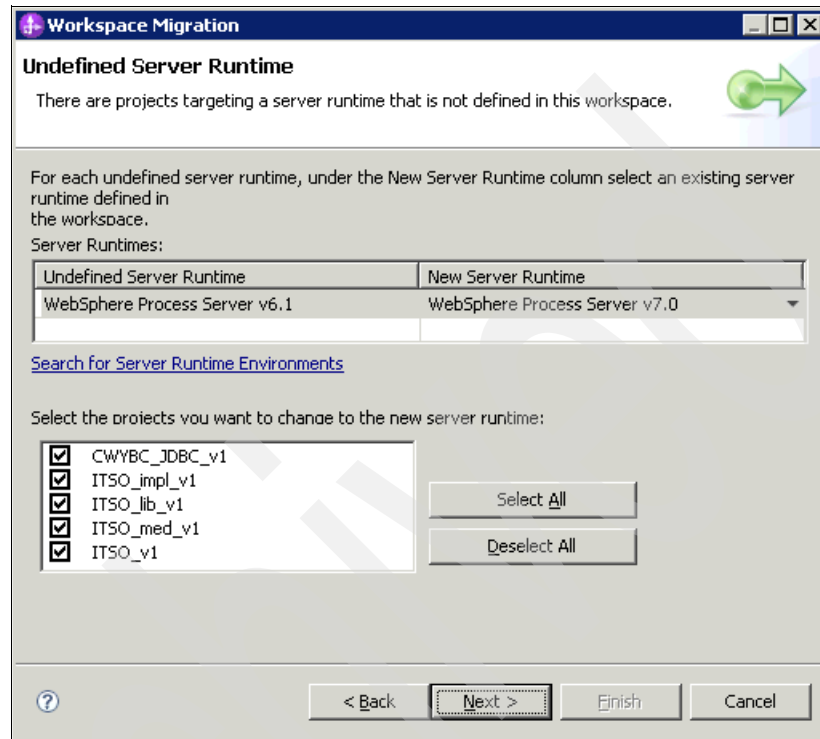 Workspace Migration
Undefined Server Runtime
There are projects targeting a server runtime that is not defined in this workspace.
For each undefined server runtime, under the New Server Runtime column select an existing server
runtime defined in
the workspace.
Server Runtimes:
Undefined Server Runtime New Server Runtime
WebSphere Process Server v6.1 WebSphere Process Server v7.0
Search for Server Runtime Environments
Select the projects you want to change to the new server runtime:
CWYBC_JDBC_v1
ITSO_impl_v1
ITSO_lib_v1
ITSO_med_v1
ITSO_v1
Select All
Deselect All
? < Back Next > Finish Cancel